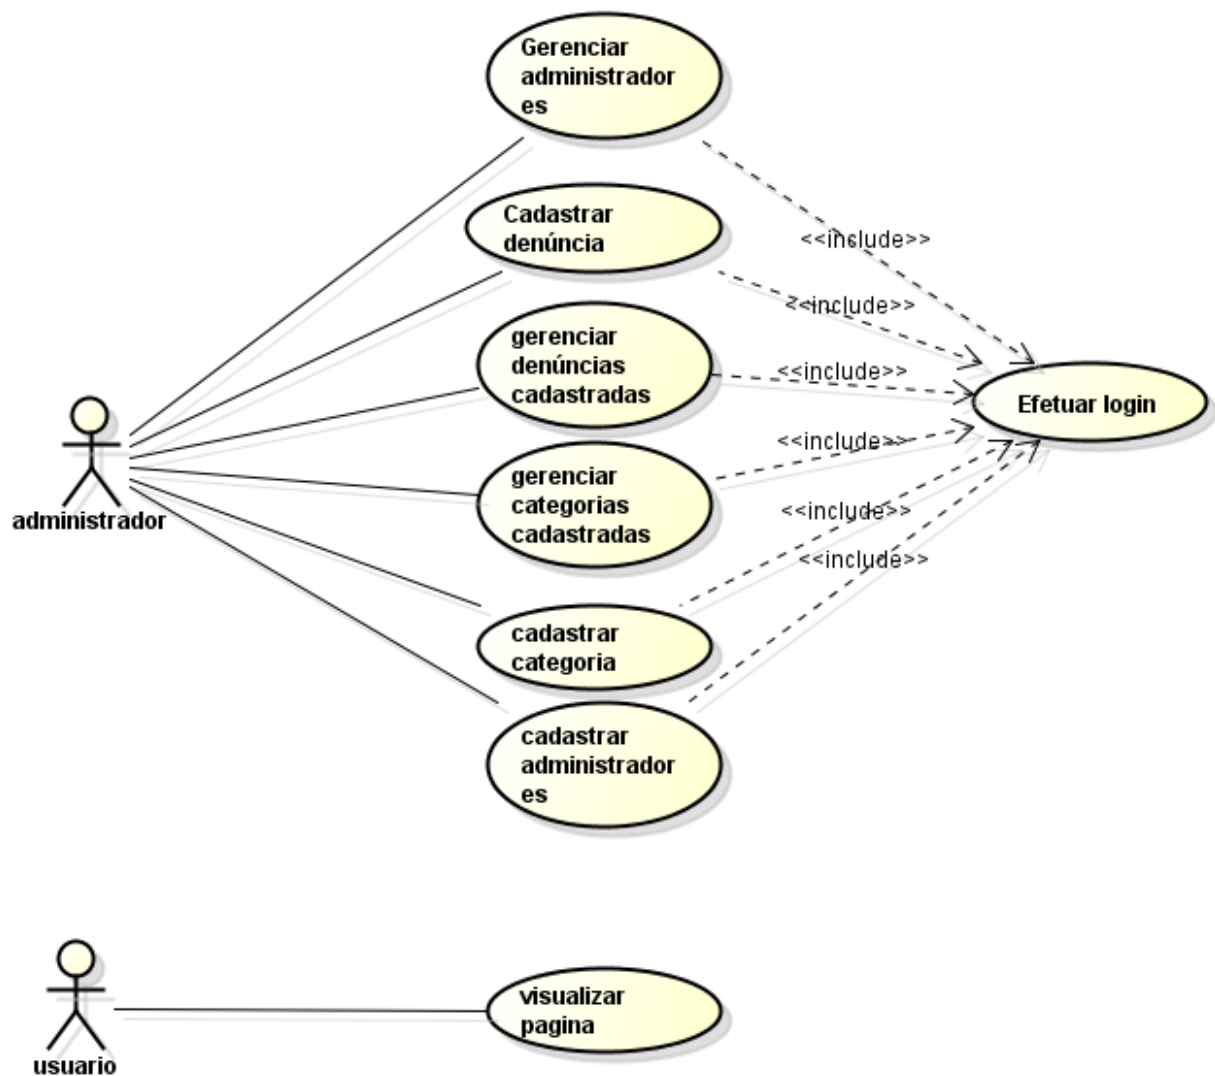 Gerenciar
administrador
es
Cadastrar
denúncia
<<include>>
<<include>>
gerenciar
denúncias
cadastradas
<<include>>
Efetuar login
administrador
gerenciar
categorias
cadastradas
<<include>>
<<include>>
<<include>>
cadastrar
categoria
cadastrar
administrador
es
usuario
visualizar
pagina